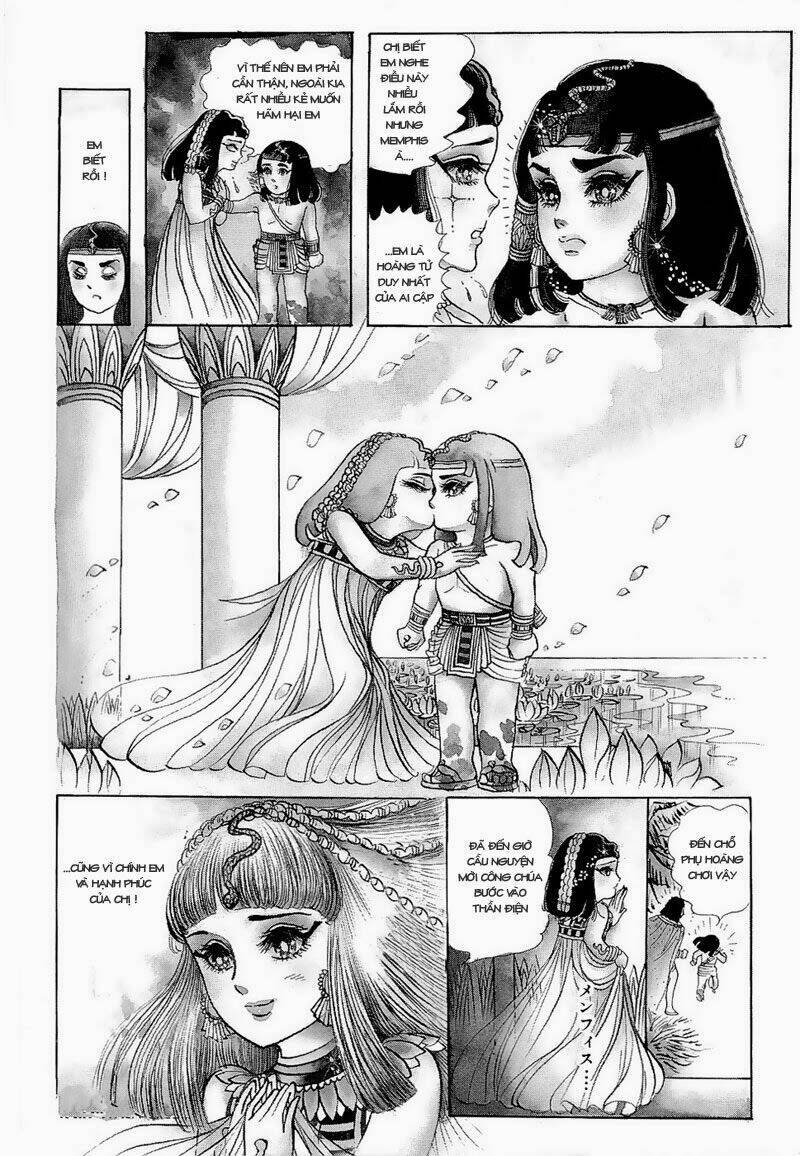 CHỊ BIẾT
EM NGHE
ĐIỀU NÀY
NHIỀU
LẮM RỒI
NHƯNG
MEMPHIS
À....
...EM LÀ
HOÀNG TỬ
DUY NHẤT
CỦA AI CẬP
VÌ THẾ NÊN EM PHẢI
CẨN THẬN, NGOÀI KIA
RẤT NHIỀU KẺ MUỐN
HÃM HẠI EM
EM
BIẾT
RỒI !
...CŨNG VÌ CHÍNH EM
VÀ HẠNH PHÚC
CỦA CHỊ !
ĐÃ ĐẾN GIỜ
CẦU NGUYỆN
MỜI CÔNG CHÚA
BƯỚC VÀO
THẦN ĐIỆN
ĐẾN CHỖ
PHỤ HOÀNG
CHƠI VẬY
メンフィス……